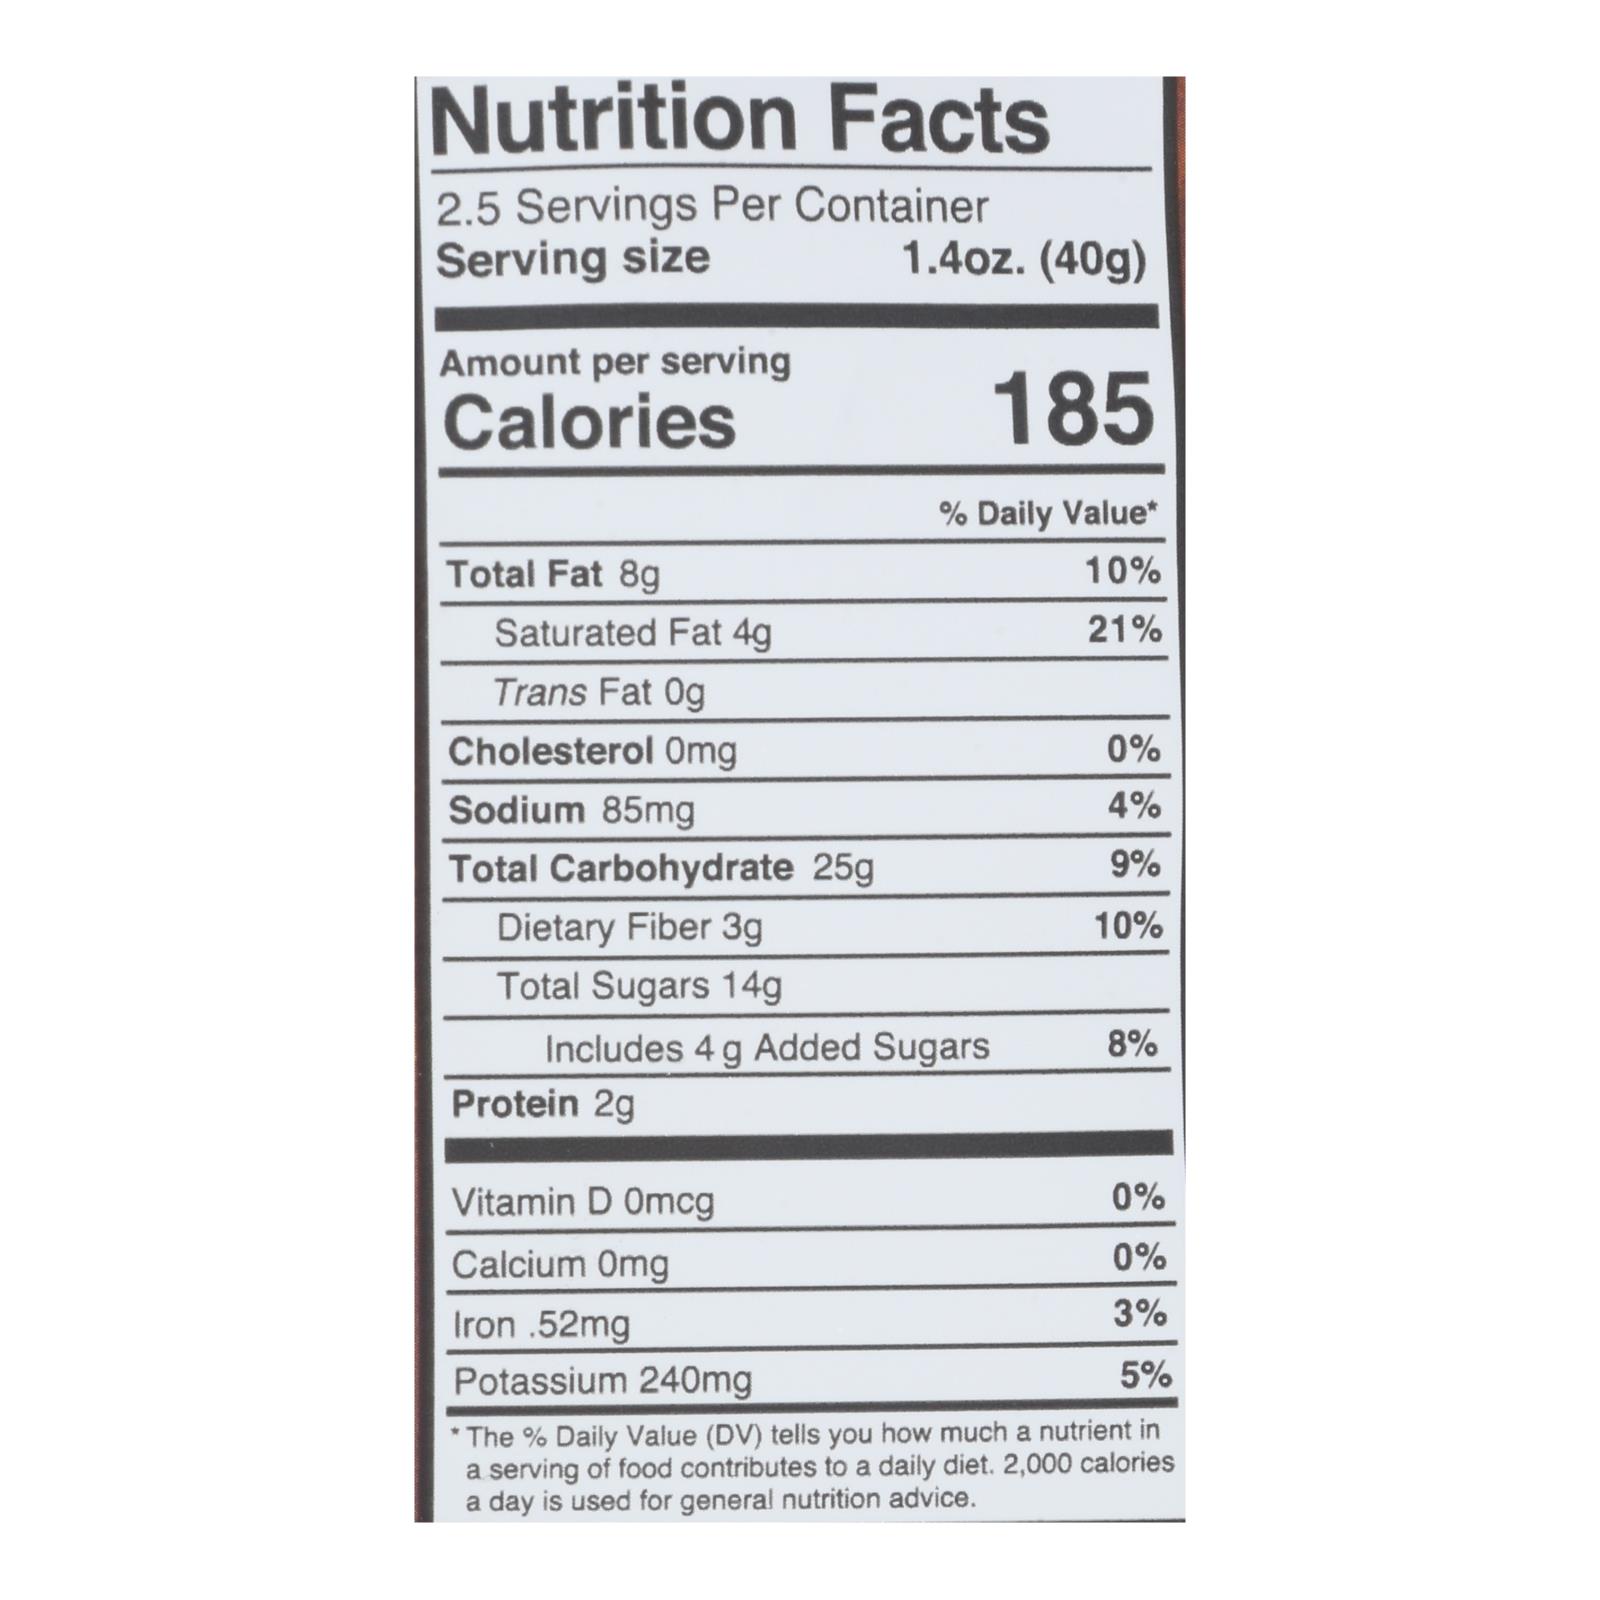 Nutrition Facts
2.5 Servings Per Container
Serving size 1.4oz. (40g)
Amount per serving
Calories 185
% Daily Value*
Total Fat 8g 10%
Saturated Fat 4g 21%
Trans Fat 0g
Cholesterol 0mg 0%
Sodium 85mg 4%
Total Carbohydrate 25g 9%
Dietary Fiber 3g 10%
Total Sugars 14g
Includes 4 g Added Sugars 8%
Protein 2g
Vitamin D 0mcg 0%
Calcium 0mg 0%
Iron .52mg 3%
Potassium 240mg 5%
* The % Daily Value (DV) tells you how much a nutrient in
a serving of food contributes to a daily diet. 2,000 calories
a day is used for general nutrition advice.